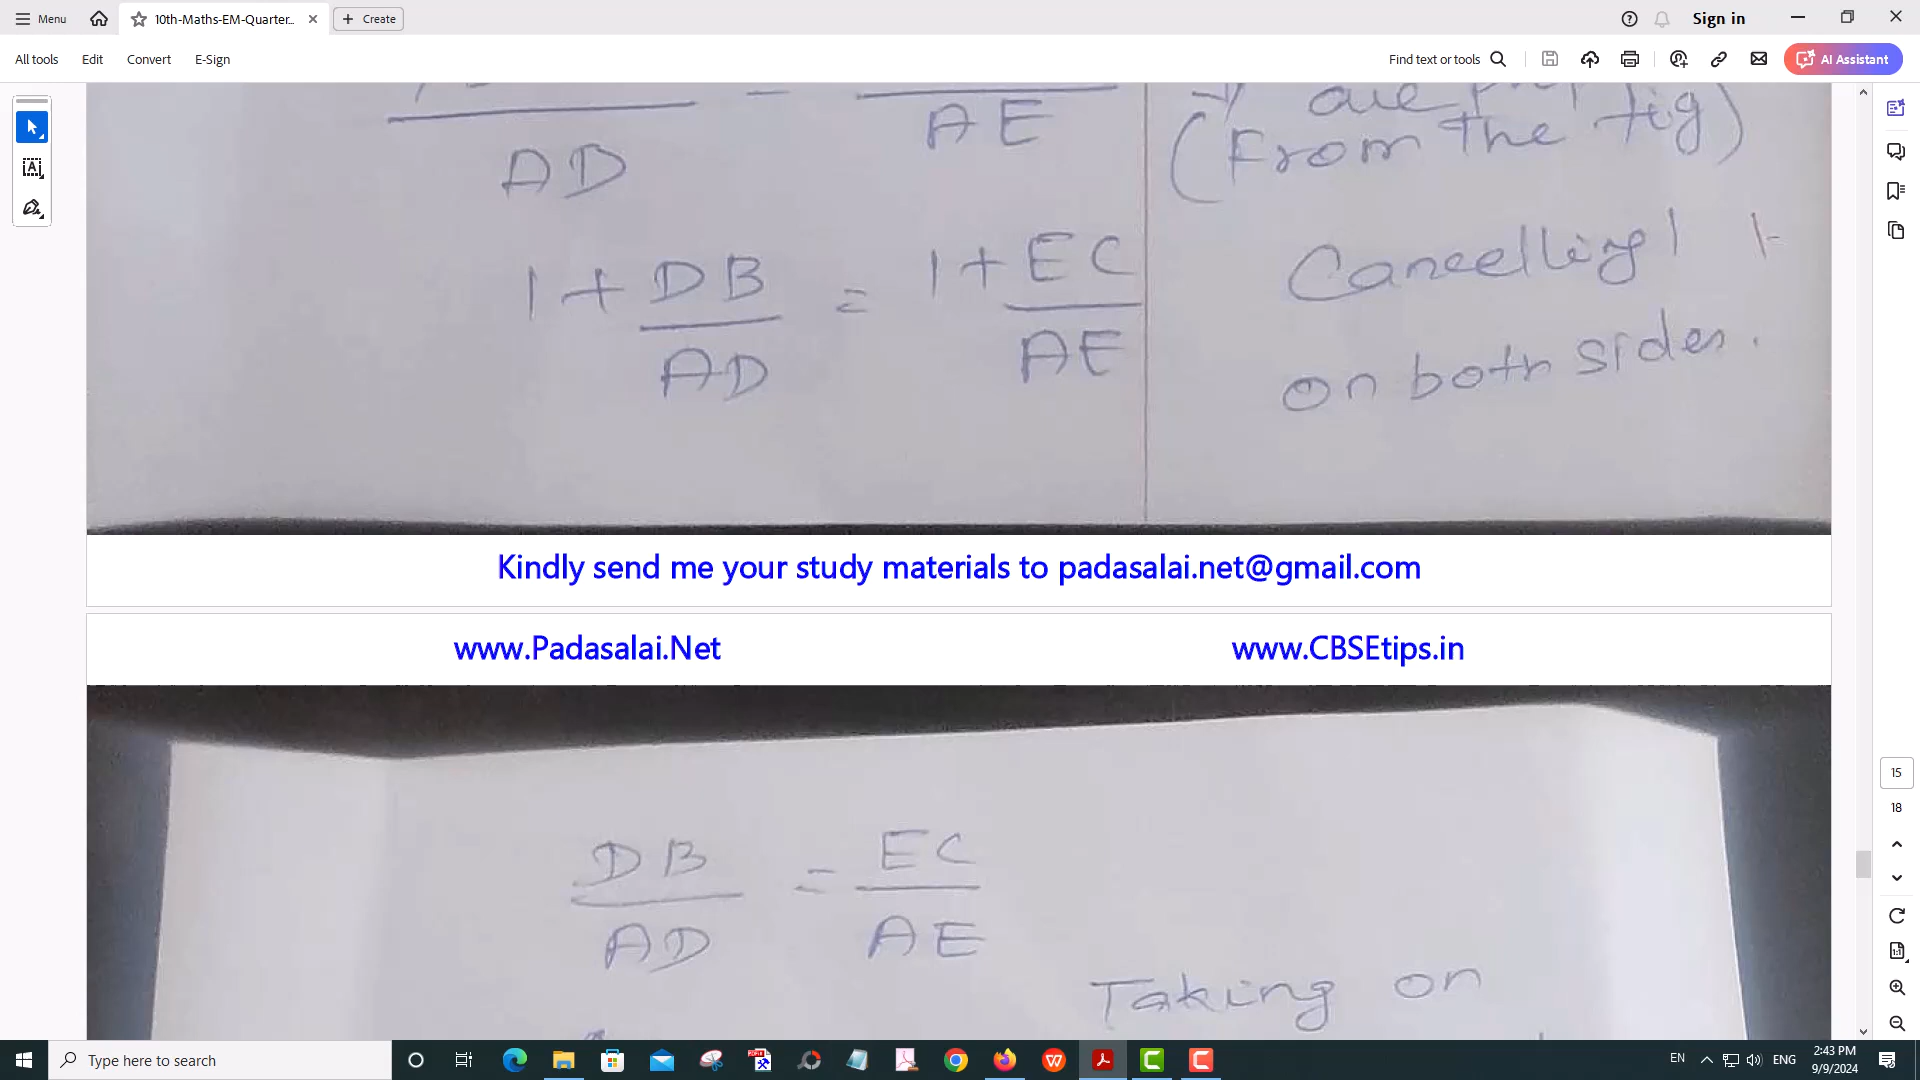 Menu
10th-Maths-EM-Quarter...
Create
Sign in
All tools
Edit
Convert
E-Sign
Find text or tools
AI Assistant
AD
AE
are
(From the fig)
1 + DB/AD = 1 + EC/AE
Cancelling 1
on both sides.
Kindly send me your study materials to padasalai.net@gmail.com
www.Padasalai.Net
www.CBSEtips.in
DB/AD = EC/AE
Taking on
15
18
Type here to search
EN
ENG
2:43 PM
9/9/2024